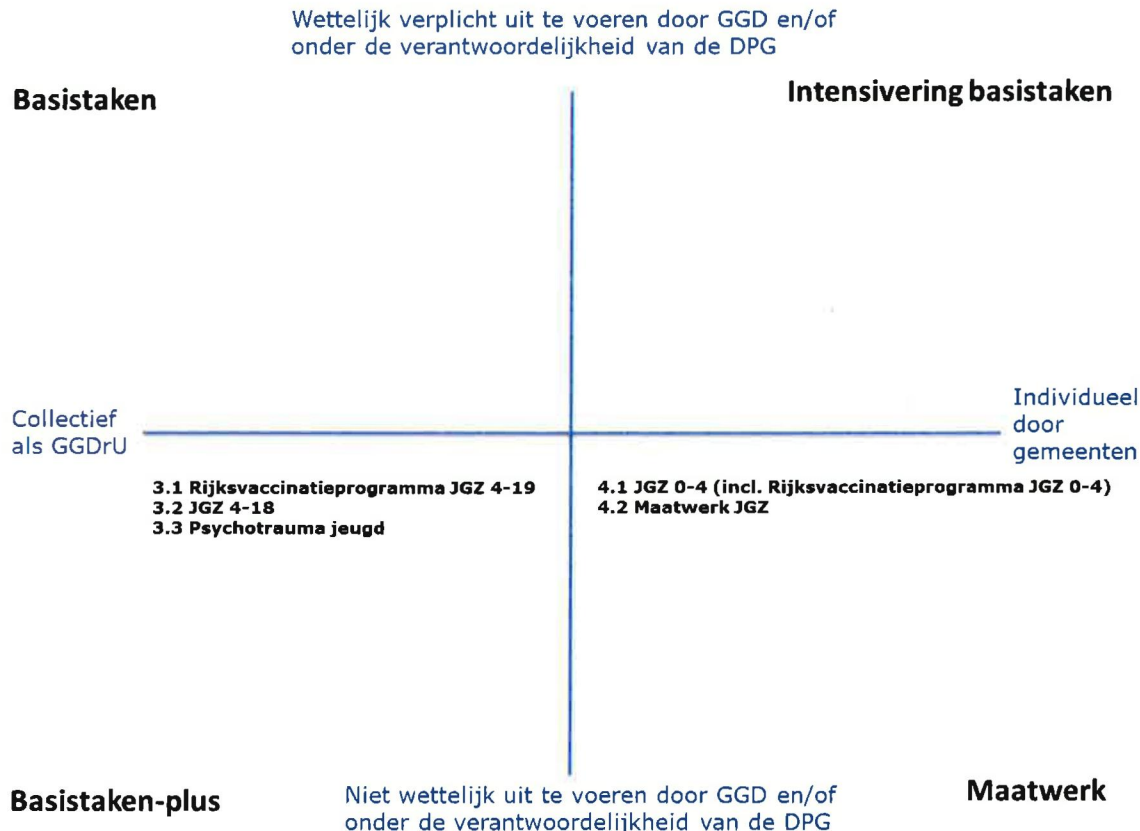 Wettelijk verplicht uit te voeren door GGD en/of
onder de verantwoordelijkheid van de DPG
Basistaken
Intensivering basistaken
Collectief
als GGDrU
Individueel
door
gemeenten
3.1 Rijksvaccinatieprogramma JGZ 4-19
3.2 JGZ 4-18
3.3 Psychotrauma jeugd
4.1 JGZ 0-4 (incl. Rijksvaccinatieprogramma JGZ 0-4)
4.2 Maatwerk JGZ
Basistaken-plus
Niet wettelijk uit te voeren door GGD en/of
onder de verantwoordelijkheid van de DPG
Maatwerk